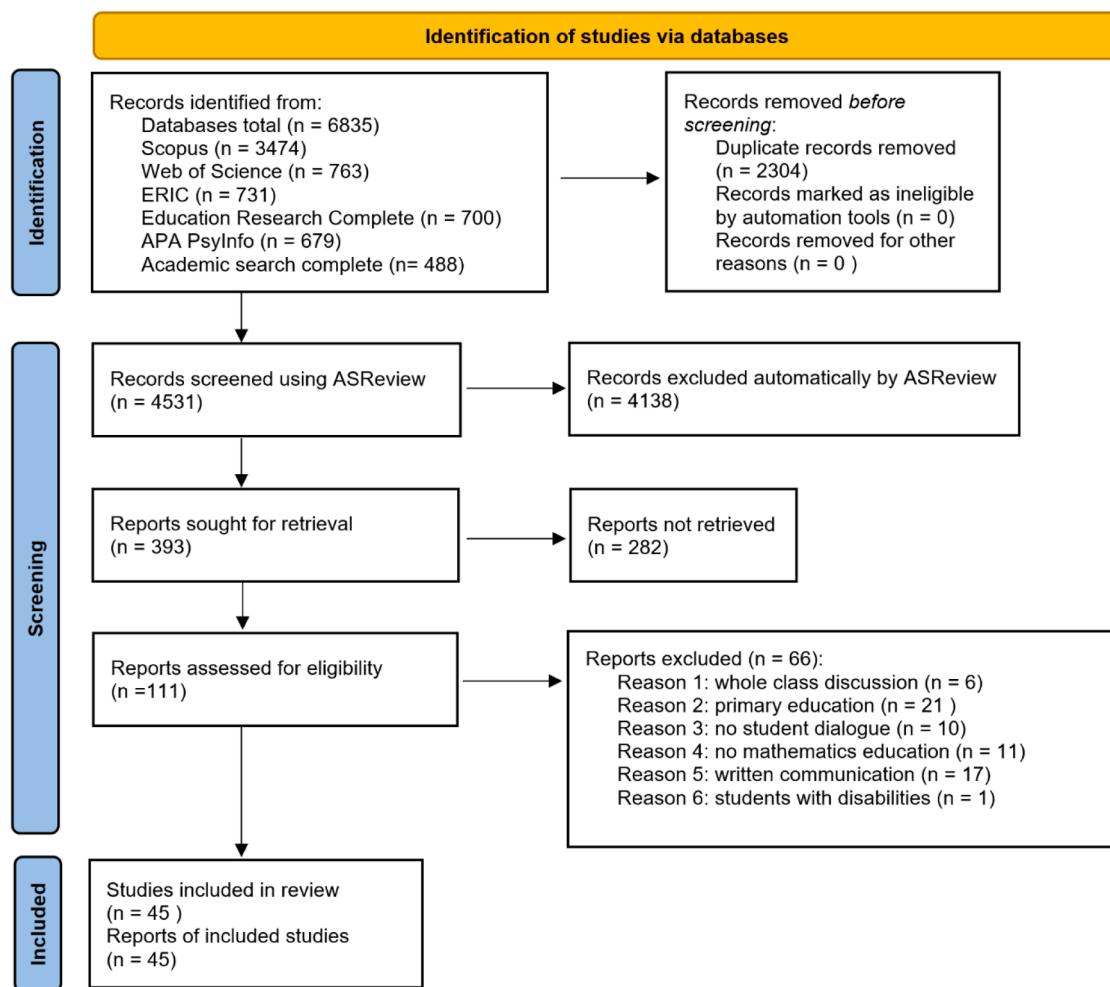 Identification of studies via databases
Identification
Records identified from:
Databases total (n = 6835)
Scopus (n = 3474)
Web of Science (n = 763)
ERIC (n = 731)
Education Research Complete (n = 700)
APA PsyInfo (n = 679)
Academic search complete (n= 488)
Records removed before
screening:
Duplicate records removed
(n = 2304)
Records marked as ineligible
by automation tools (n = 0)
Records removed for other
reasons (n = 0 )
Screening
Records screened using ASReview
(n = 4531)
Records excluded automatically by ASReview
(n = 4138)
Reports sought for retrieval
(n = 393)
Reports not retrieved
(n = 282)
Reports assessed for eligibility
(n =111)
Reports excluded (n = 66):
Reason 1: whole class discussion (n = 6)
Reason 2: primary education (n = 21 )
Reason 3: no student dialogue (n = 10)
Reason 4: no mathematics education (n = 11)
Reason 5: written communication (n = 17)
Reason 6: students with disabilities (n = 1)
Included
Studies included in review
(n = 45 )
Reports of included studies
(n = 45)